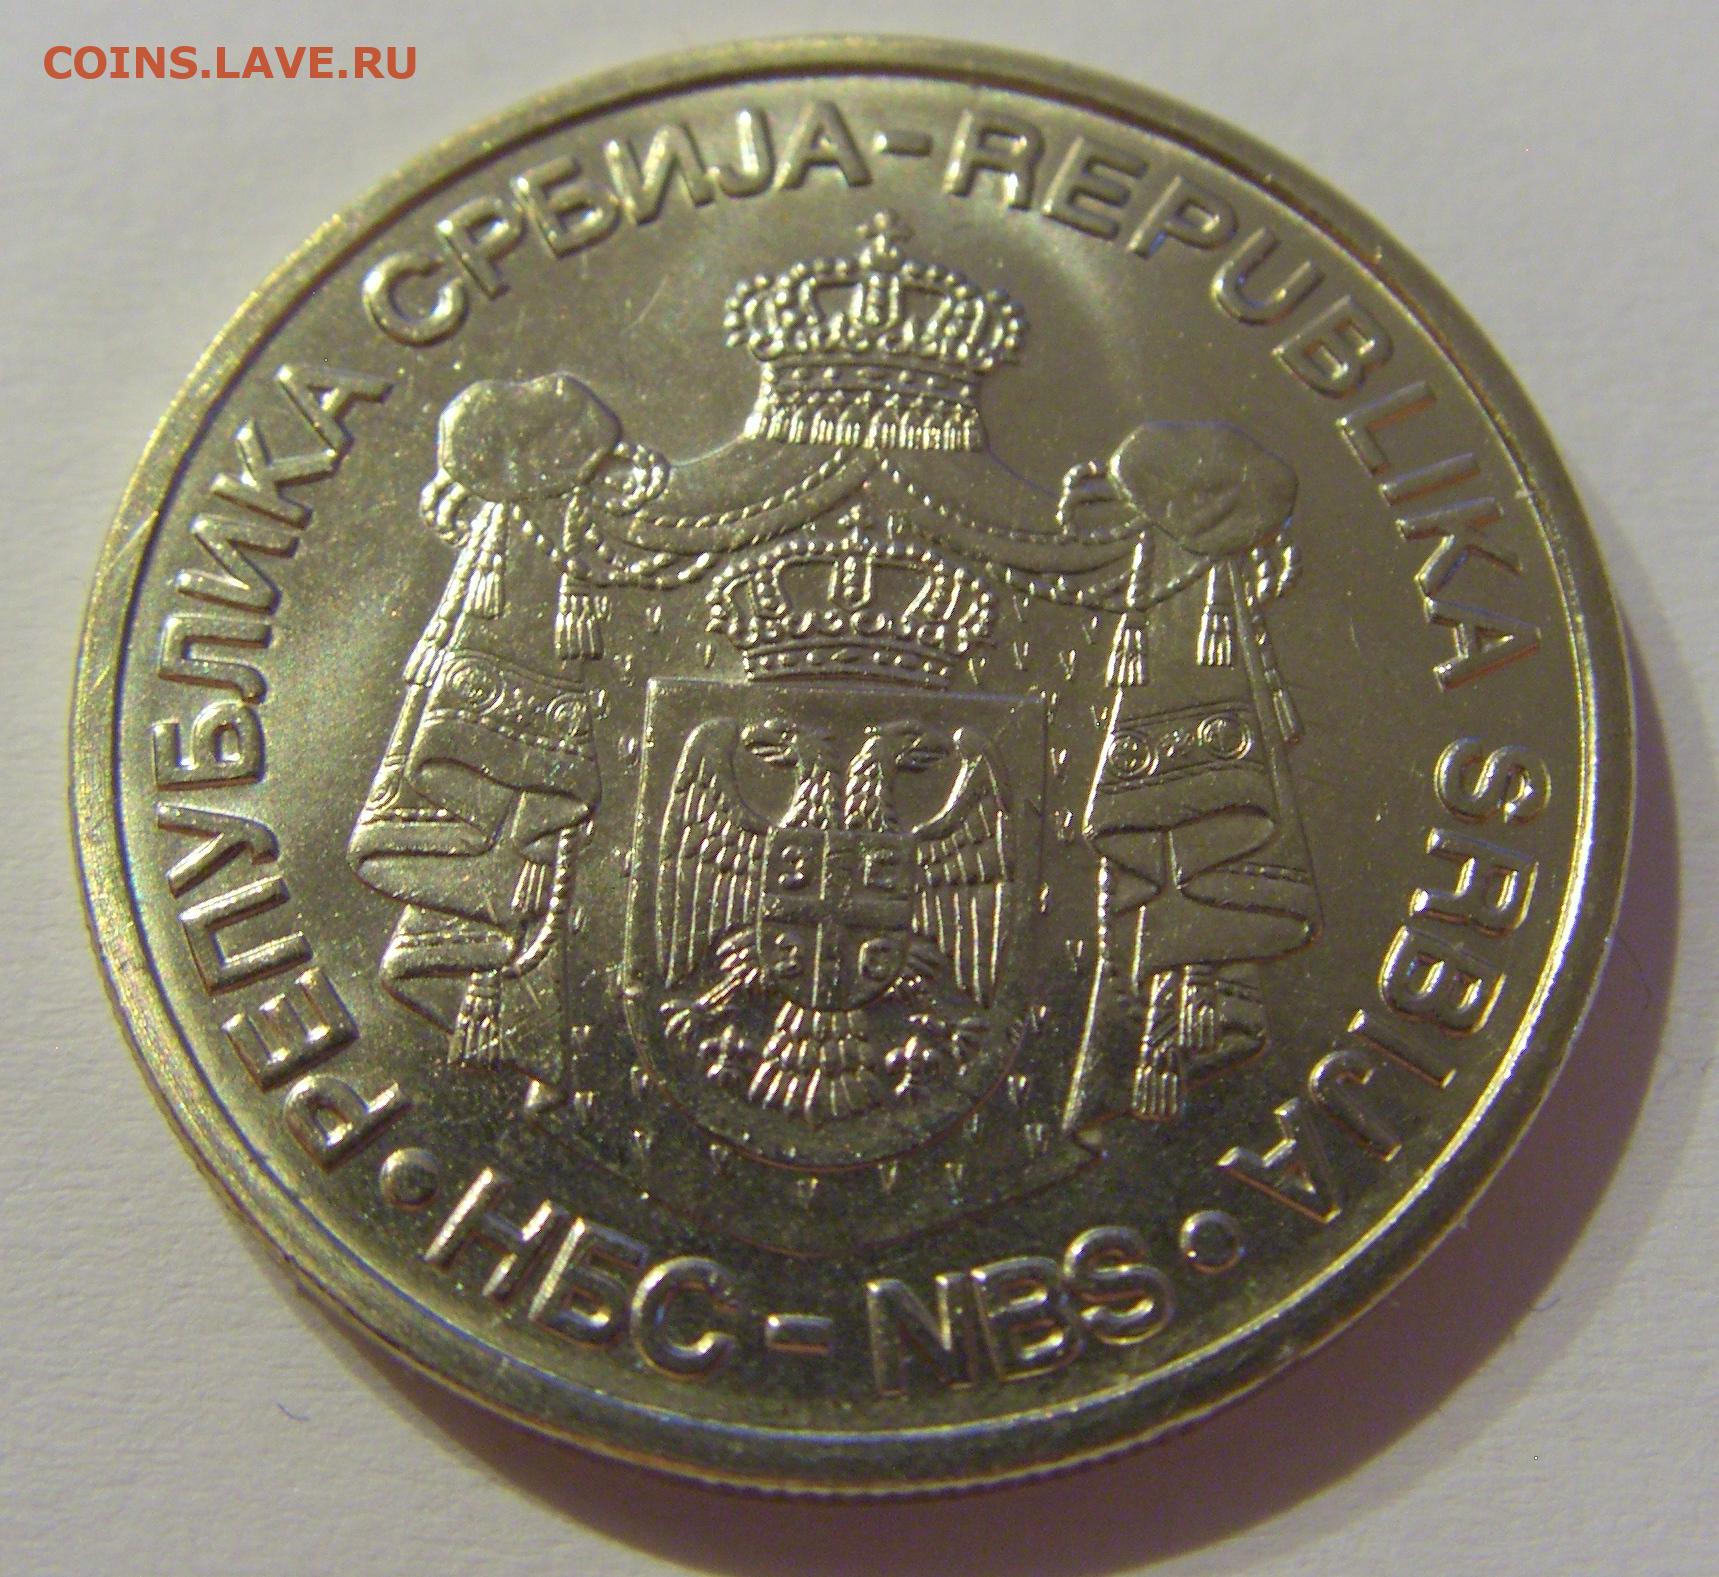 COINS.LAVE.RU
РЕПУБЛИКА СРБИЈА-REPUBLIKA SRBIJA
•НБС-NBS•